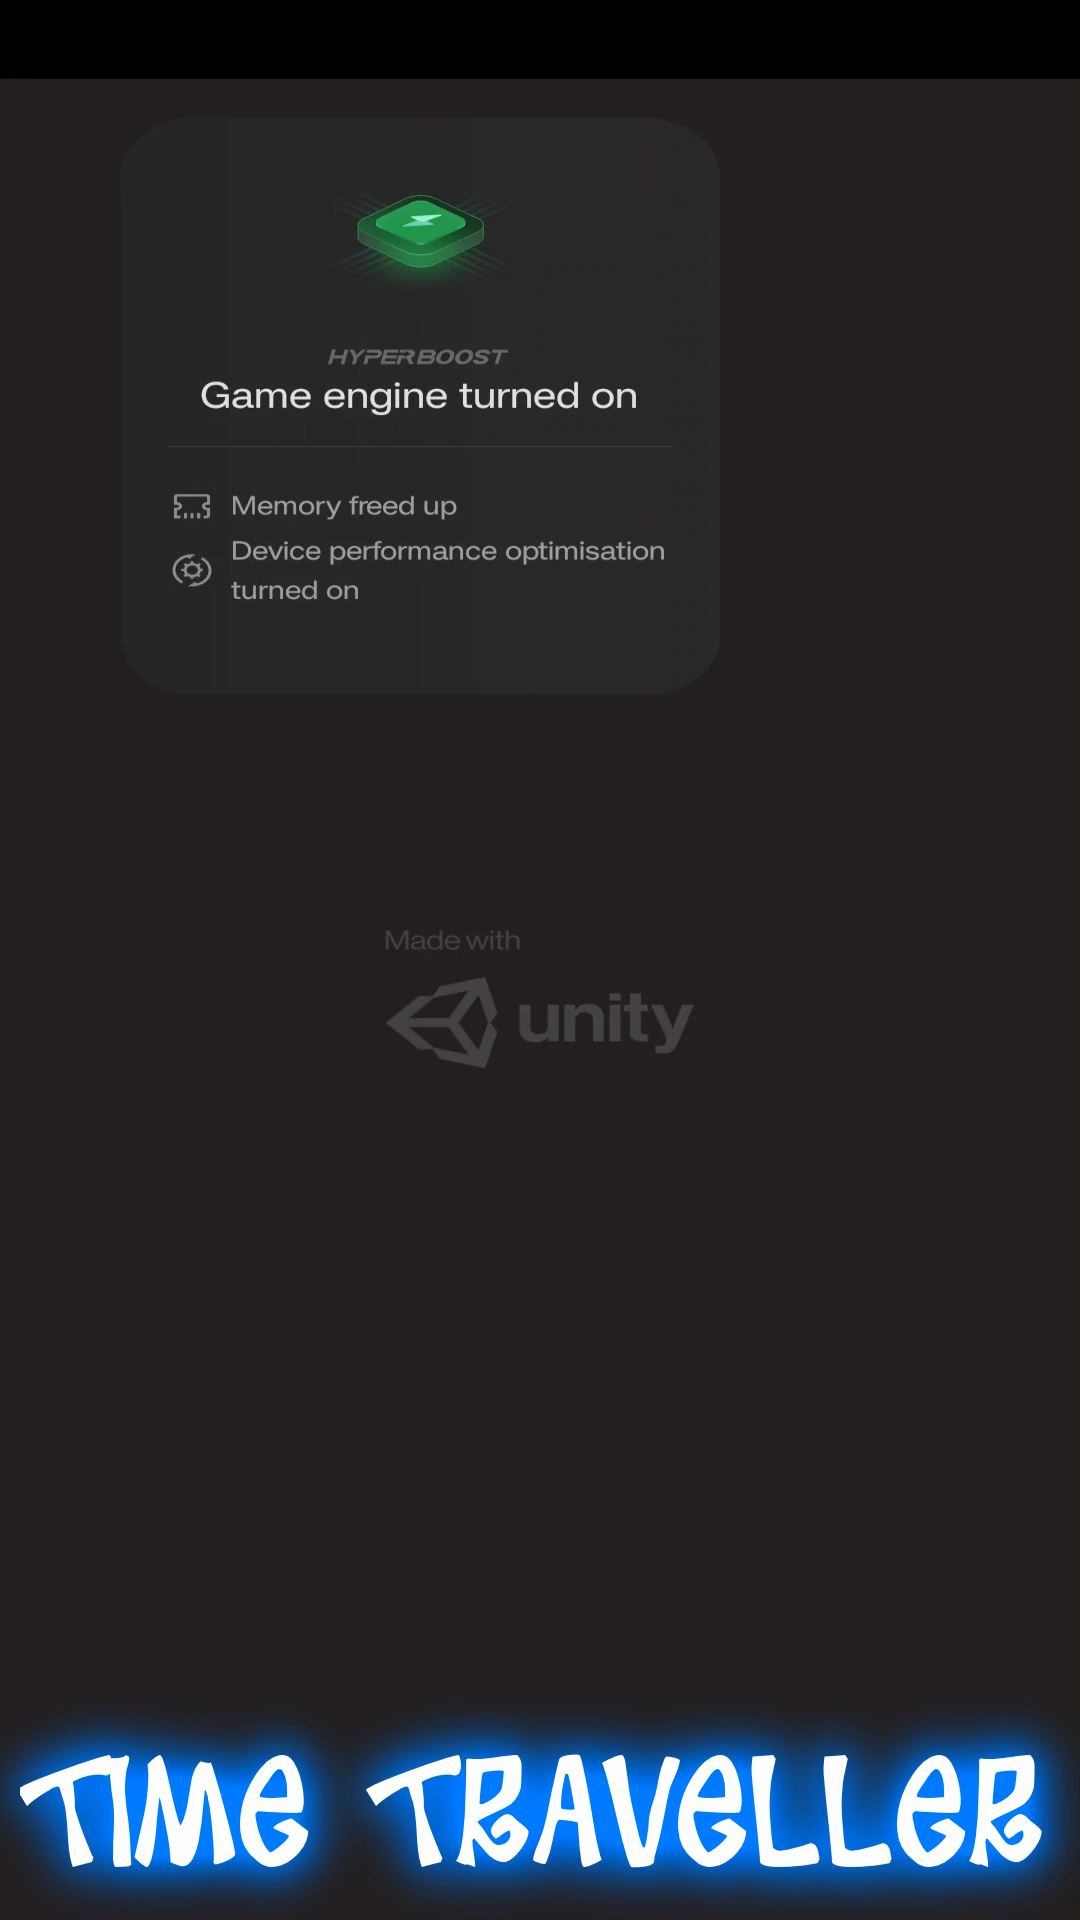 HYPERBOOST
Game engine turned on
Memory freed up
Device performance optimisation
turned on
Made with
unity
TIME TRAVELLER